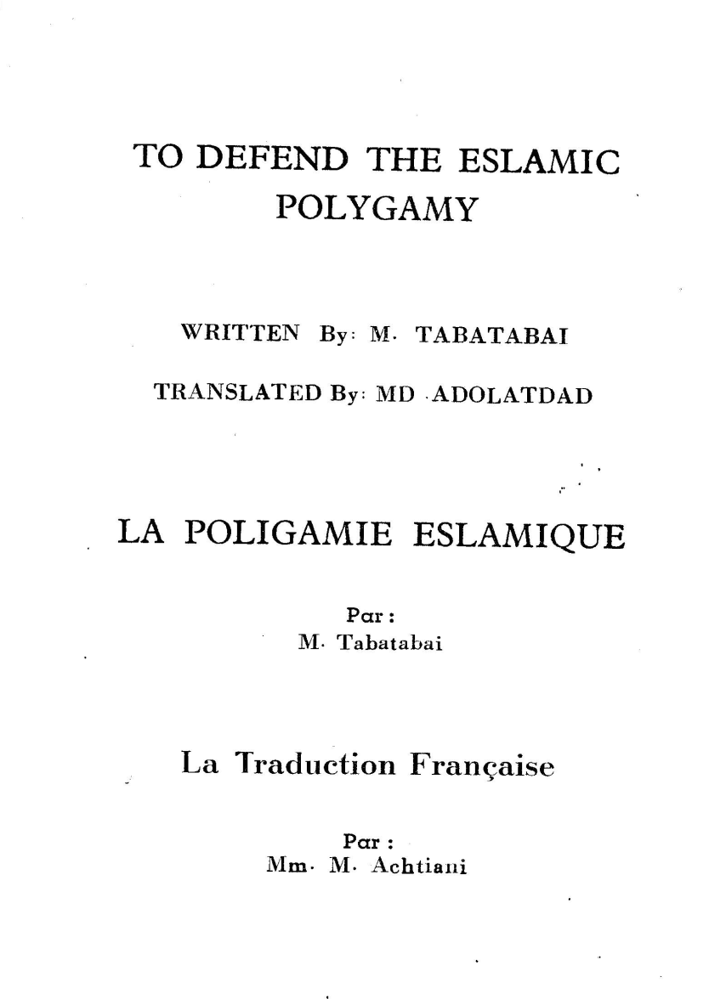 TO DEFEND THE ESLAMIC
POLYGAMY
WRITTEN By: M. TABATABAI
TRANSLATED By: MD .ADOLATDAD
LA POLIGAMIE ESLAMIQUE
Par :
M. Tabatabai
La Traduction Française
Par :
Mm. M. Achtiani